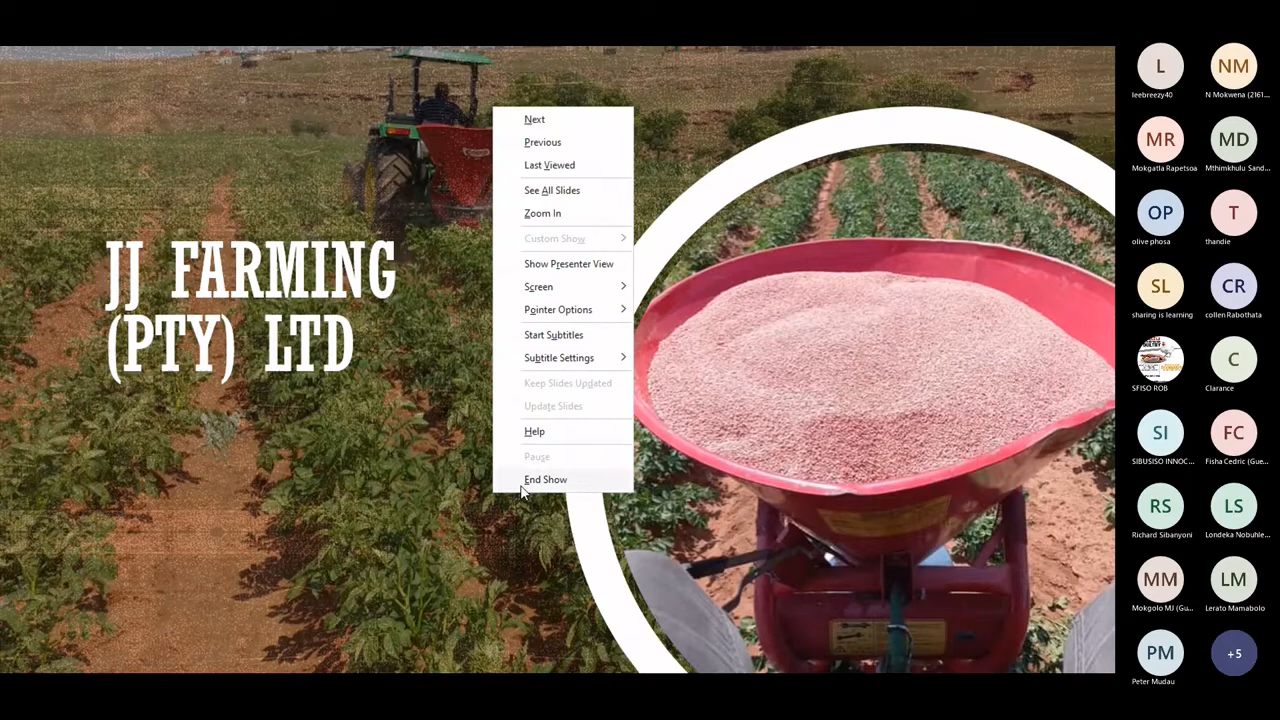 JJ FARMING
(PTY) LTD
Next
Previous
Last Viewed
See All Slides
Zoom In
Custom Show
Show Presenter View
Screen
Pointer Options
Start Subtitles
Subtitle Settings
Keep Slides Updated
Update Slides
Help
Pause
End Show
L
leebreezy40
NM
N Mokwena (2161...
MR
Mokgatla Rapetsoa
MD
Mthimkhulu Sand...
OP
olive phosa
T
thandie
SL
sharing is learning
CR
collen Rabothata
SFISO ROB
C
Clarance
SI
SIBUSISO INNOC...
FC
Fisha Cedric (Gue...
RS
Richard Sibanyoni
LS
Londeka Nobuhle...
MM
Mokgolo MJ (Gu...
LM
Lerato Mamabolo
PM
Peter Mudau
+5